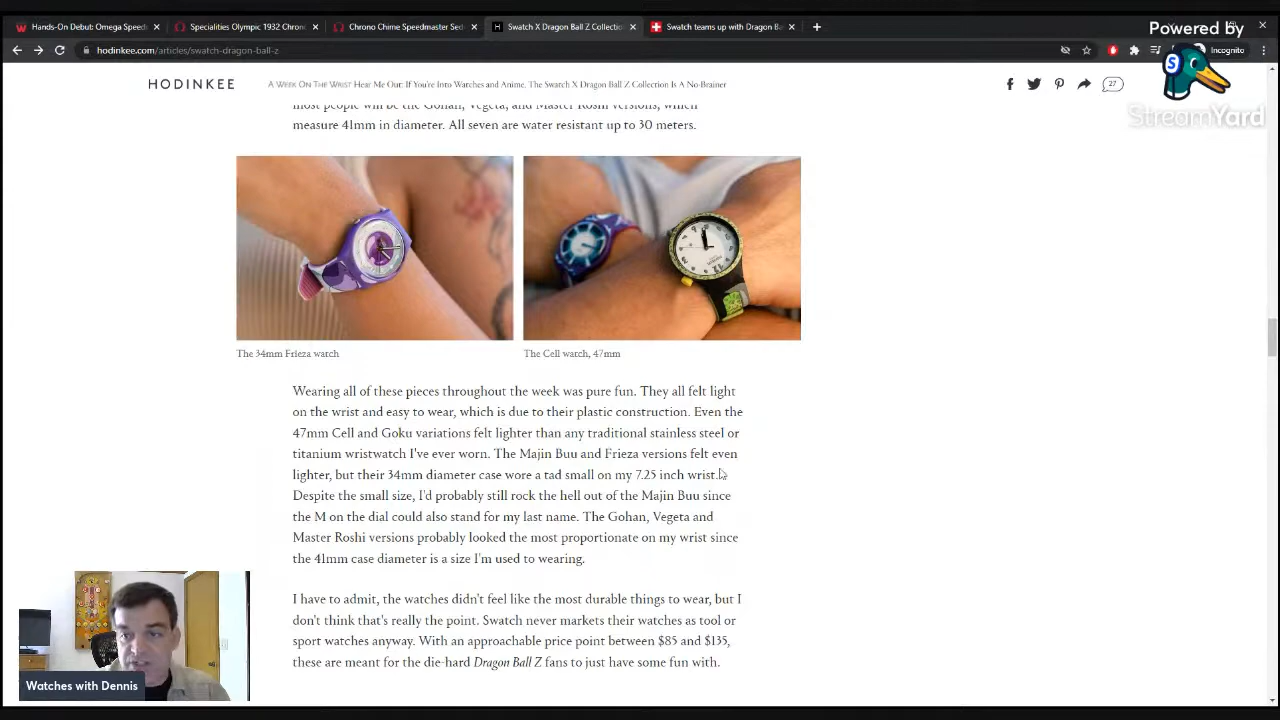 Hands-On Debut: Omega Speed
Specialities Olympic 1932 Chrono
Chrono Chime Speedmaster Sec
Swatch X Dragon Ball Z Collectio
Swatch teams up with Dragon Ba
Powered by
hodinkee.com/articles/swatch-dragon-ball-z
Incognito
S
StreamYard
HODINKEE
A WEEK ON THE WRIST Hear Me Out: If You're Into Watches and Anime, The Swatch X Dragon Ball Z Collection Is A No-Brainer
27
most people will be the Gohan, Vegeta, and Master Roshi versions, which
measure 41mm in diameter. All seven are water resistant up to 30 meters.
The 34mm Frieza watch
The Cell watch, 47mm
Wearing all of these pieces throughout the week was pure fun. They all felt light
on the wrist and easy to wear, which is due to their plastic construction. Even the
47mm Cell and Goku variations felt lighter than any traditional stainless steel or
titanium wristwatch I've ever worn. The Majin Buu and Frieza versions felt even
lighter, but their 34mm diameter case wore a tad small on my 7.25 inch wrist.
Despite the small size, I'd probably still rock the hell out of the Majin Buu since
the M on the dial could also stand for my last name. The Gohan, Vegeta and
Master Roshi versions probably looked the most proportionate on my wrist since
the 41mm case diameter is a size I'm used to wearing.
I have to admit, the watches didn't feel like the most durable things to wear, but I
don't think that's really the point. Swatch never markets their watches as tool or
sport watches anyway. With an approachable price point between $85 and $135,
these are meant for the die-hard Dragon Ball Z fans to just have some fun with.
Watches with Dennis